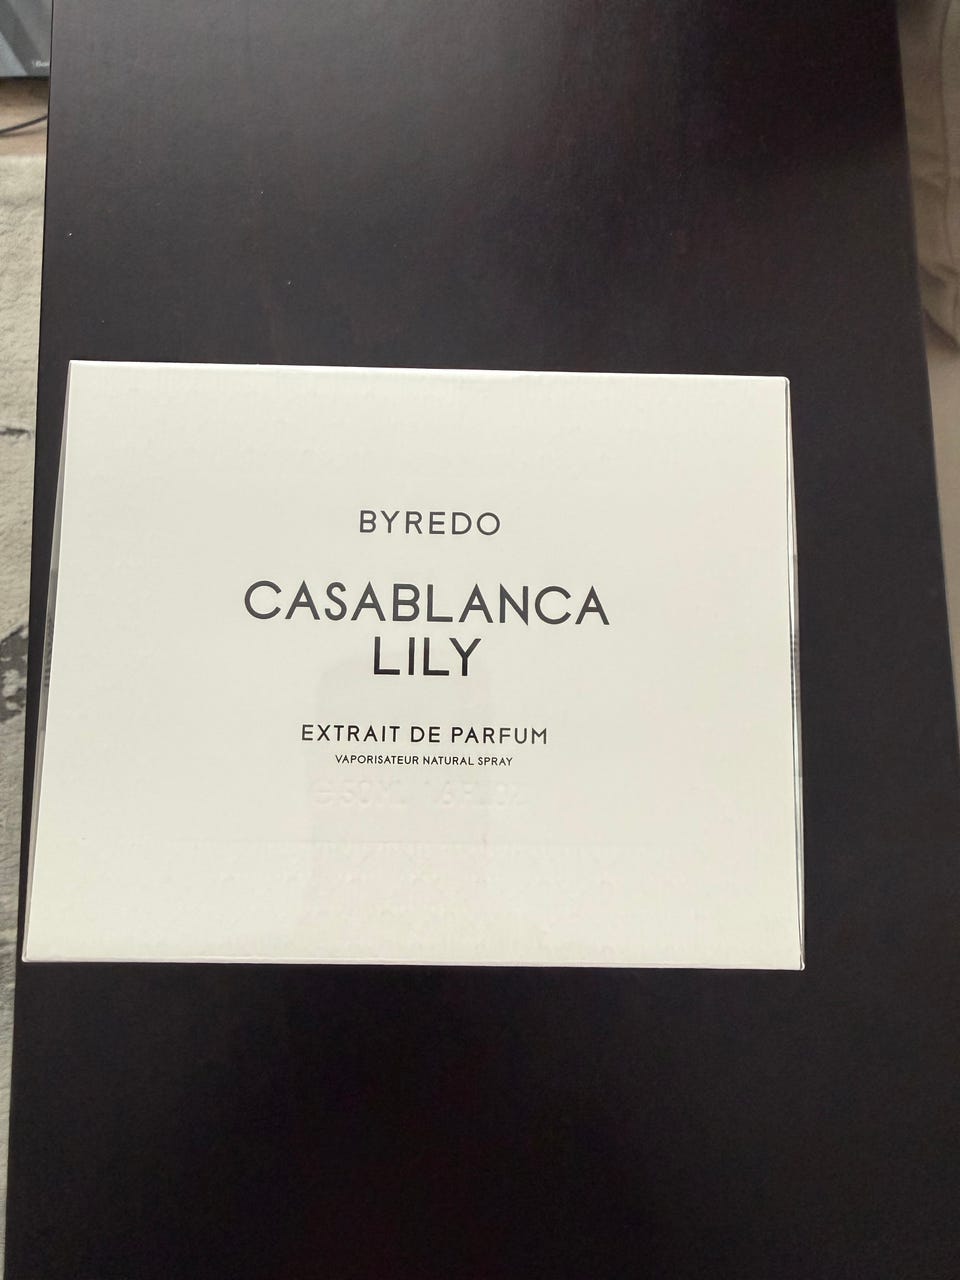 BYREDO
CASABLANCA
LILY
EXTRAIT DE PARFUM
VAPORISATEUR NATURAL SPRAY